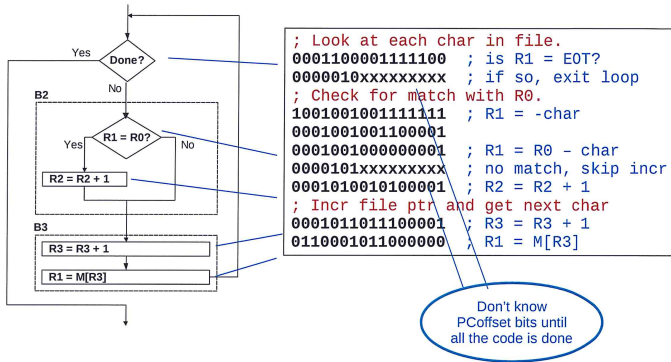 Yes
Done?
No
B2
R1 = R0?
Yes
No
R2 = R2 + 1
B3
R3 = R3 + 1
R1 = M[R3]
; Look at each char in file.
0001100001111100 ; is R1 = EOT?
0000010xxxxxxxxx ; if so, exit loop
; Check for match with R0.
1001001001111111 ; R1 = -char
0001001001100001
0001001000000001 ; R1 = R0 – char
0000101xxxxxxxxx ; no match, skip incr
0001010010100001 ; R2 = R2 + 1
; Incr file ptr and get next char
0001011011100001 ; R3 = R3 + 1
0110001011000000 ; R1 = M[R3]
Don't know
PCoffset bits until
all the code is done